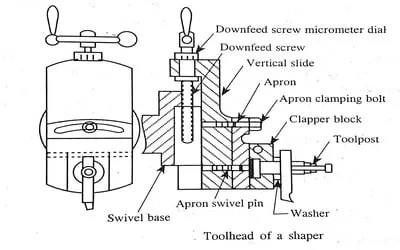 Downfeed screw micrometer dial
Downfeed screw
Vertical slide
Apron
Apron clamping bolt
Clapper block
Toolpost
Washer
Apron swivel pin
Swivel base
Toolhead of a shaper